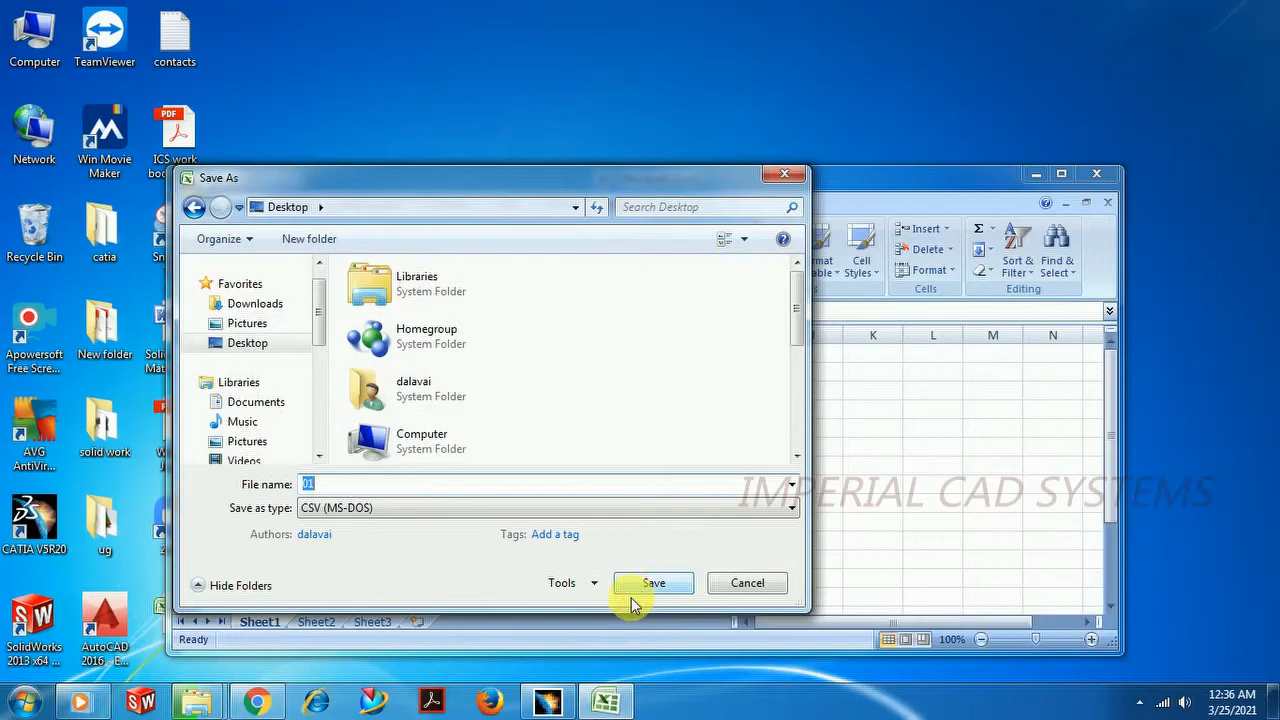 Computer
TeamViewer
contacts
Network
Win Movie
Maker
PDF
ICS work
Recycle Bin
catia
Apowersoft
Free Scre...
New folder
AVG
AntiVir...
solid work
CATIA V5R20
ug
SolidWorks
2013 x64 ...
AutoCAD
2016 - E...
Save As
Desktop
Search Desktop
Organize
New folder
Favorites
Downloads
Pictures
Desktop
Libraries
Documents
Music
Pictures
Videos
Libraries
System Folder
Homegroup
System Folder
dalavai
System Folder
Computer
System Folder
File name: 01
Save as type: CSV (MS-DOS)
Authors: dalavai
Tags: Add a tag
Hide Folders
Tools
Save
Cancel
Cell
Styles
Insert
Delete
Format
Cells
Σ
Sort &
Filter
Find &
Select
Editing
K L M N
IMPERIAL CAD SYSTEMS
Sheet1 Sheet2 Sheet3
Ready
100%
12:36 AM
3/25/2021